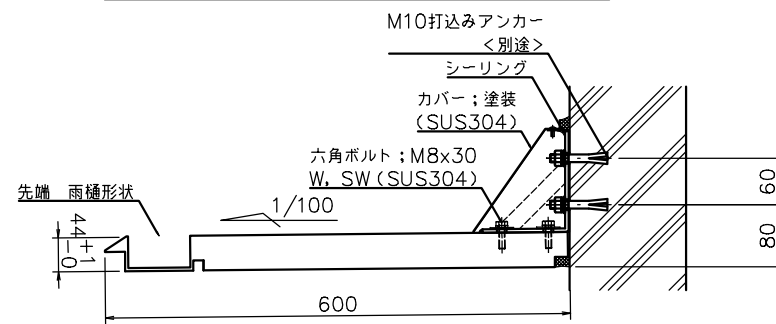 M10打込みアンカー
<別途>
シーリング
カバー；塗装
(SUS304)
六角ボルト；M8x30
W, SW(SUS304)
先端 雨樋形状
1/100
44 +1
-0
60
80
600